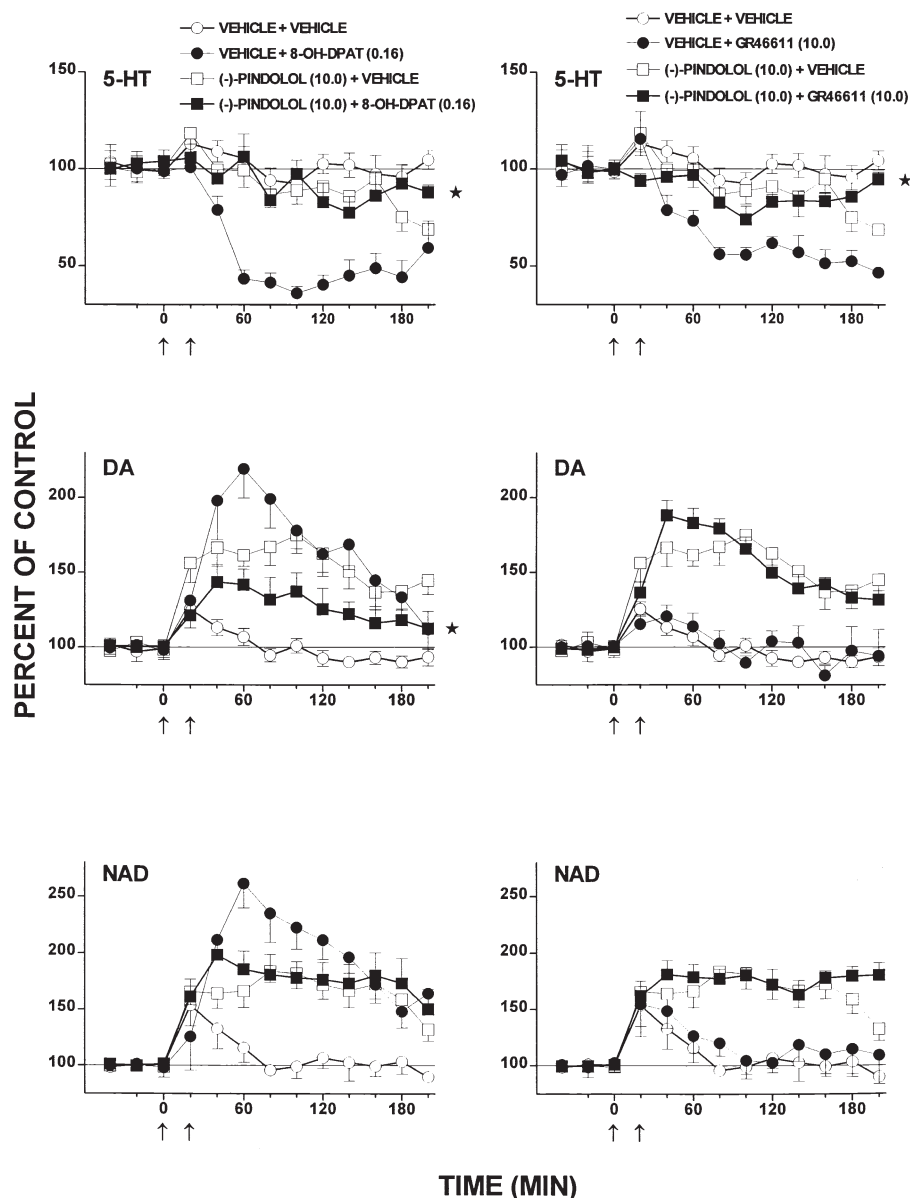 VEHICLE + VEHICLE
VEHICLE + 8-OH-DPAT (0.16)
(-)-PINDOLOL (10.0) + VEHICLE
(-)-PINDOLOL (10.0) + 8-OH-DPAT (0.16)
VEHICLE + VEHICLE
VEHICLE + GR46611 (10.0)
(-)-PINDOLOL (10.0) + VEHICLE
(-)-PINDOLOL (10.0) + GR46611 (10.0)
5-HT
150
100
50
0 60 120 180
↑ ↑
5-HT
150
100
50
0 60 120 180
↑ ↑
PERCENT OF CONTROL
DA
200
150
100
0 60 120 180
↑ ↑
DA
200
150
100
0 60 120 180
↑ ↑
NAD
250
200
150
100
0 60 120 180
↑ ↑
NAD
250
200
150
100
0 60 120 180
↑ ↑
TIME (MIN)